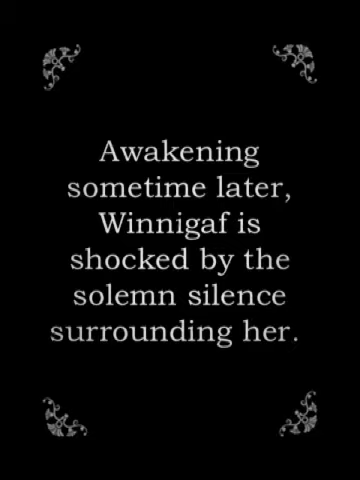 Awakening
sometime later,
Winnigaf is
shocked by the
solemn silence
surrounding her.